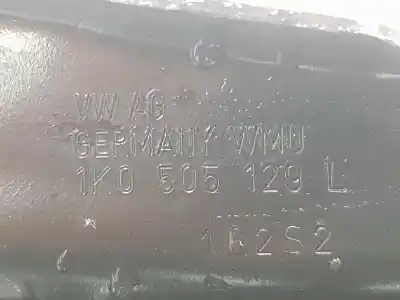 VW AG
GERMANY WMU
1K0 505 129 L
162S2